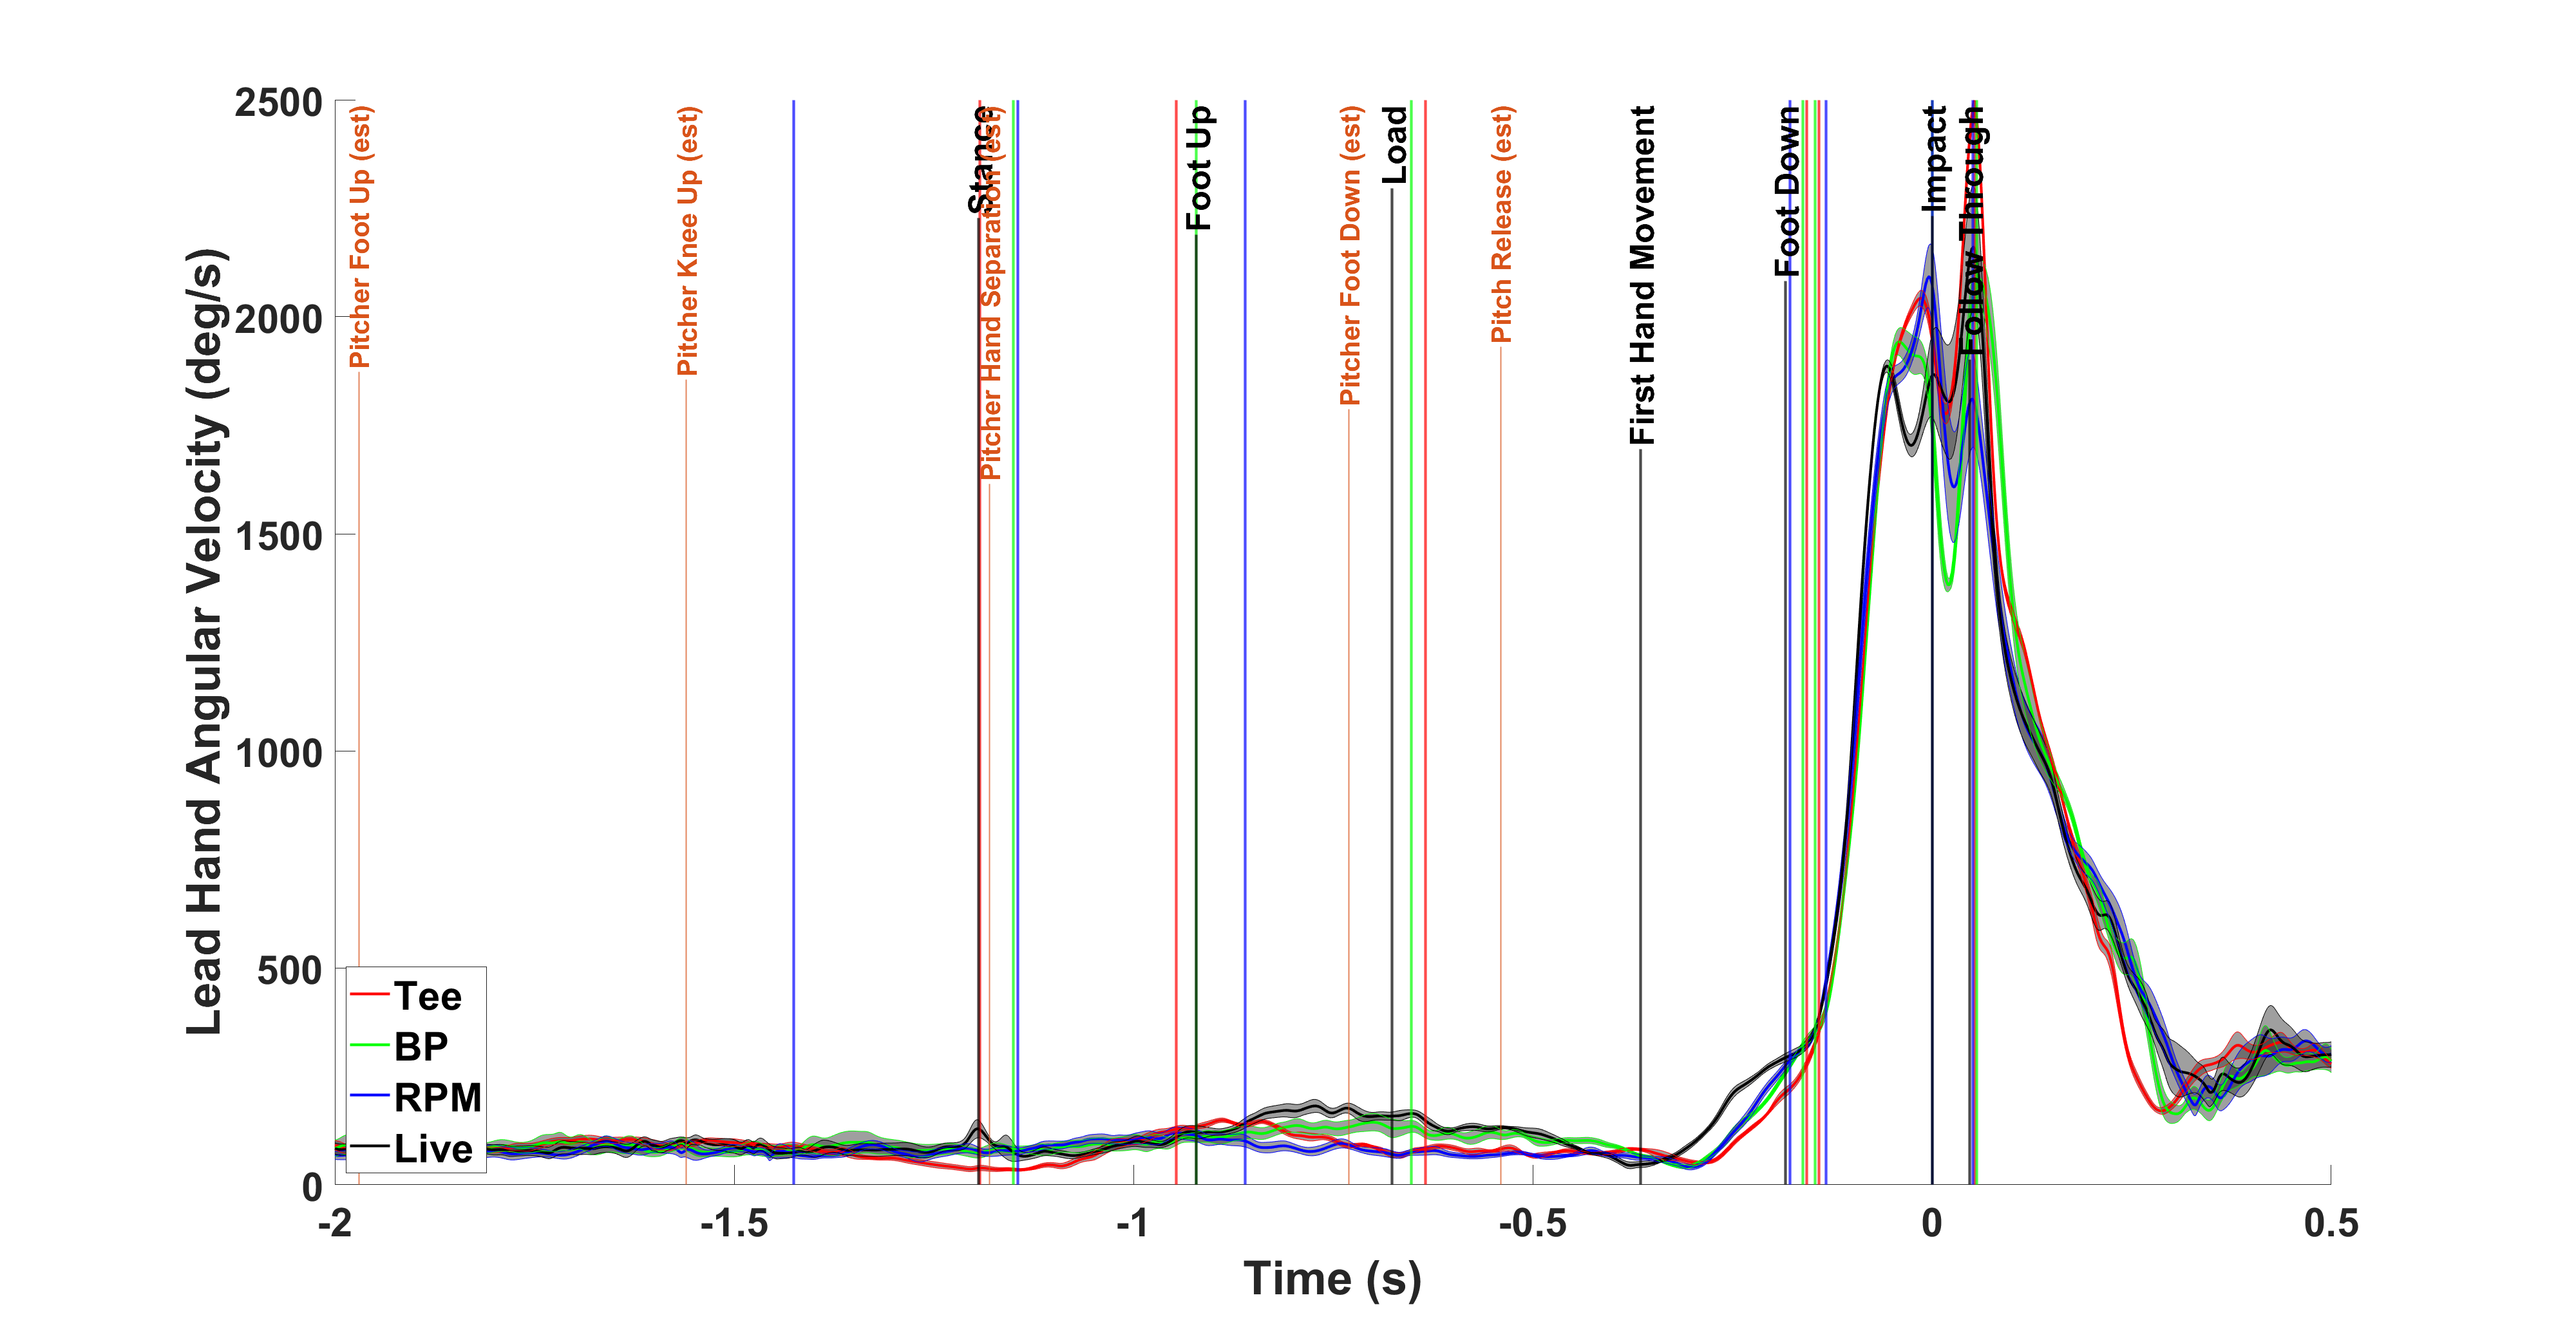 Lead Hand Angular Velocity (deg/s)
2500
2000
1500
1000
500
0
Pitcher Foot Up (est)
Pitcher Knee Up (est)
Stance
Pitcher Hand Separation (est)
Foot Up
Pitcher Foot Down (est)
Load
Pitch Release (est)
First Hand Movement
Foot Down
Impact
Follow Through
Tee
BP
RPM
Live
-2
-1.5
-1
-0.5
0
0.5
Time (s)